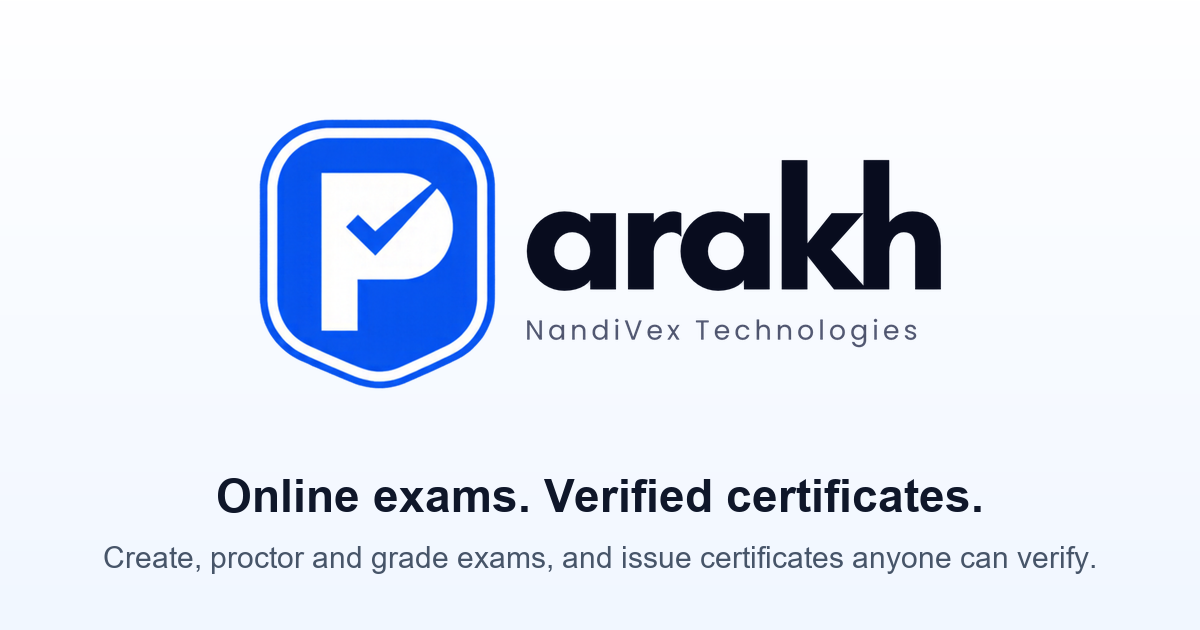 Parakh
NandiVex Technologies
Online exams. Verified certificates.
Create, proctor and grade exams, and issue certificates anyone can verify.